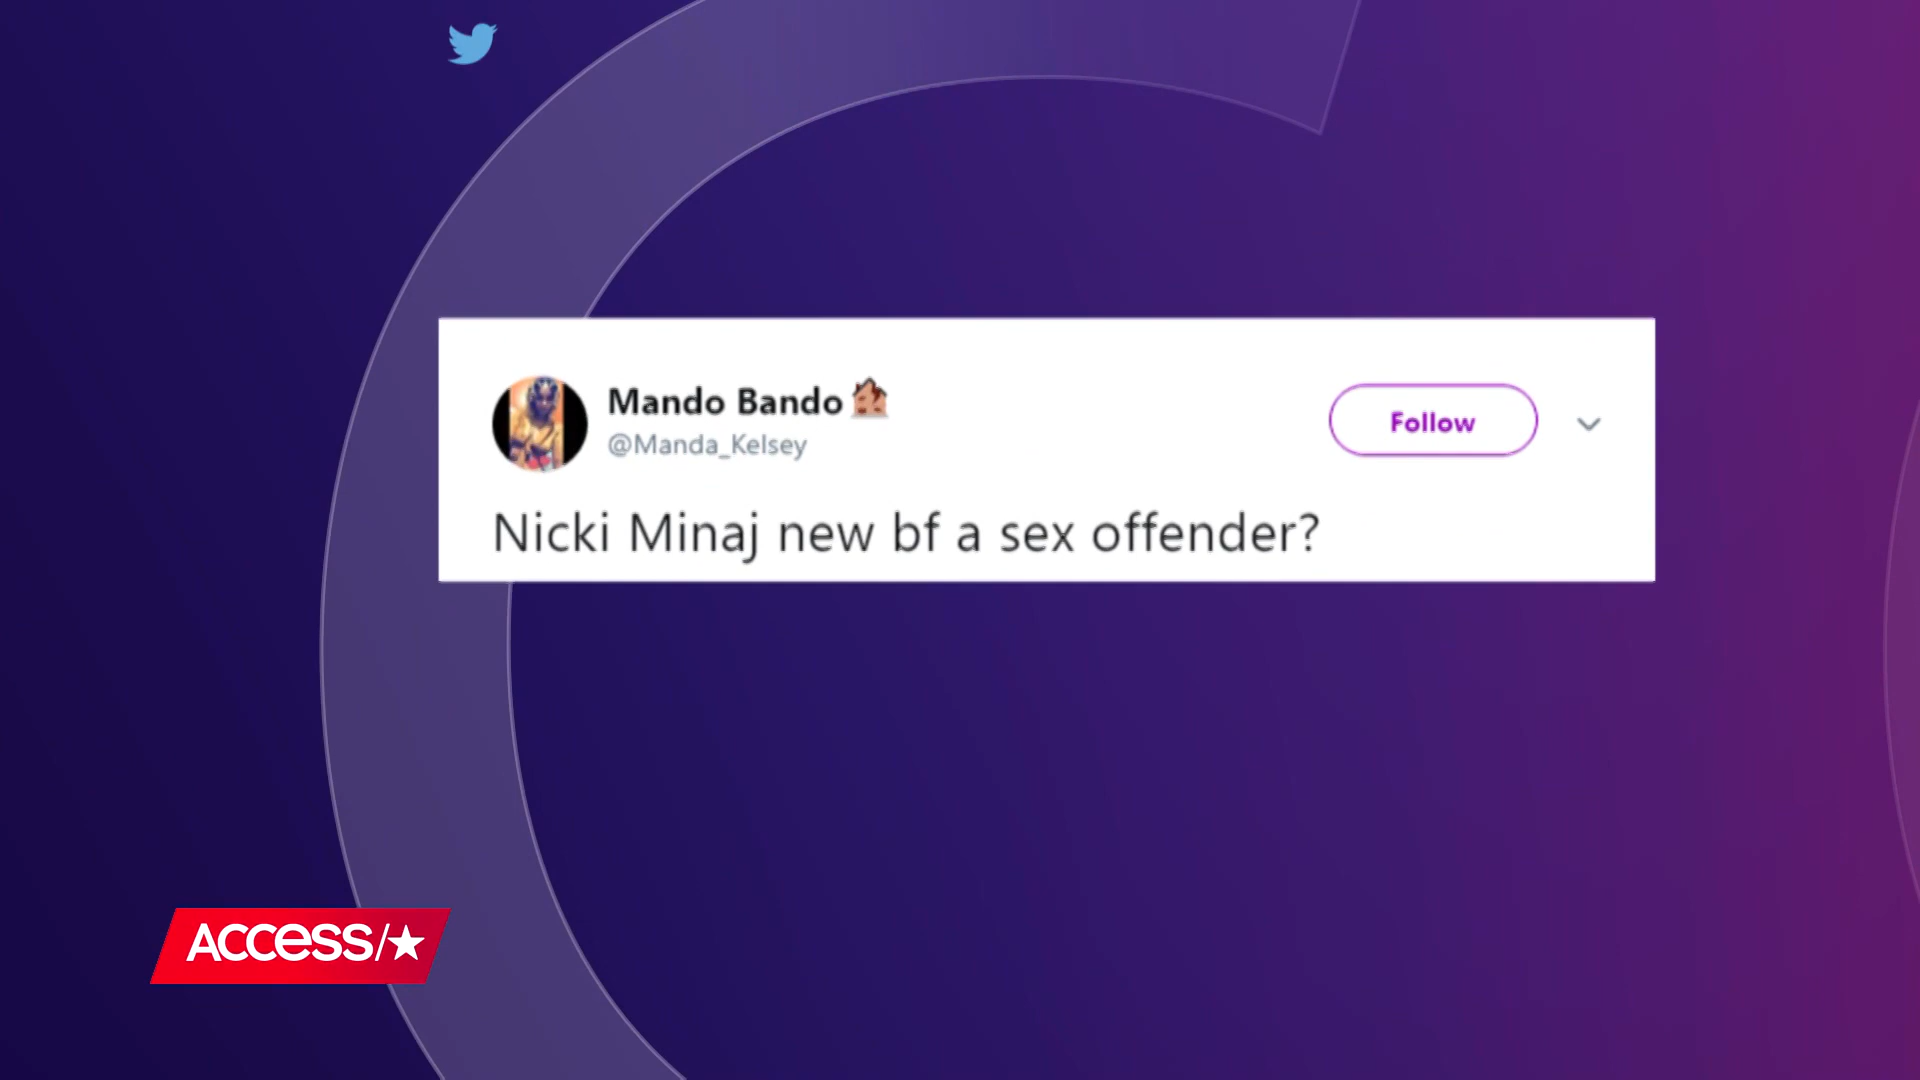 Mando Bando
@Manda_Kelsey
Follow
Nicki Minaj new bf a sex offender?
ACCESS/